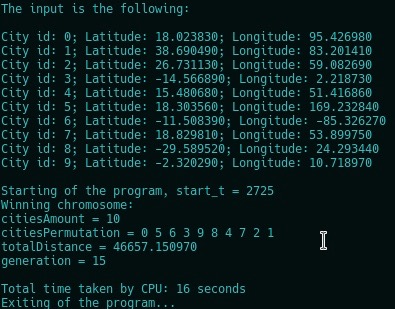 The input is the following:
City id: 0; Latitude: 18.023830; Longitude: 95.426980
City id: 1; Latitude: 38.690490; Longitude: 83.201410
City id: 2; Latitude: 26.731130; Longitude: 59.082690
City id: 3; Latitude: -14.566890; Longitude: 2.218730
City id: 4; Latitude: 15.480680; Longitude: 51.416860
City id: 5; Latitude: 18.303560; Longitude: 169.232840
City id: 6; Latitude: -11.508390; Longitude: -85.326270
City id: 7; Latitude: 18.829810; Longitude: 53.899750
City id: 8; Latitude: -29.589520; Longitude: 24.293440
City id: 9; Latitude: -2.320290; Longitude: 10.718970
Starting of the program, start_t = 2725
Winning chromosome:
citiesAmount = 10
citiesPermutation = 0 5 6 3 9 8 4 7 2 1
totalDistance = 46657.150970
generation = 15
Total time taken by CPU: 16 seconds
Exiting of the program...